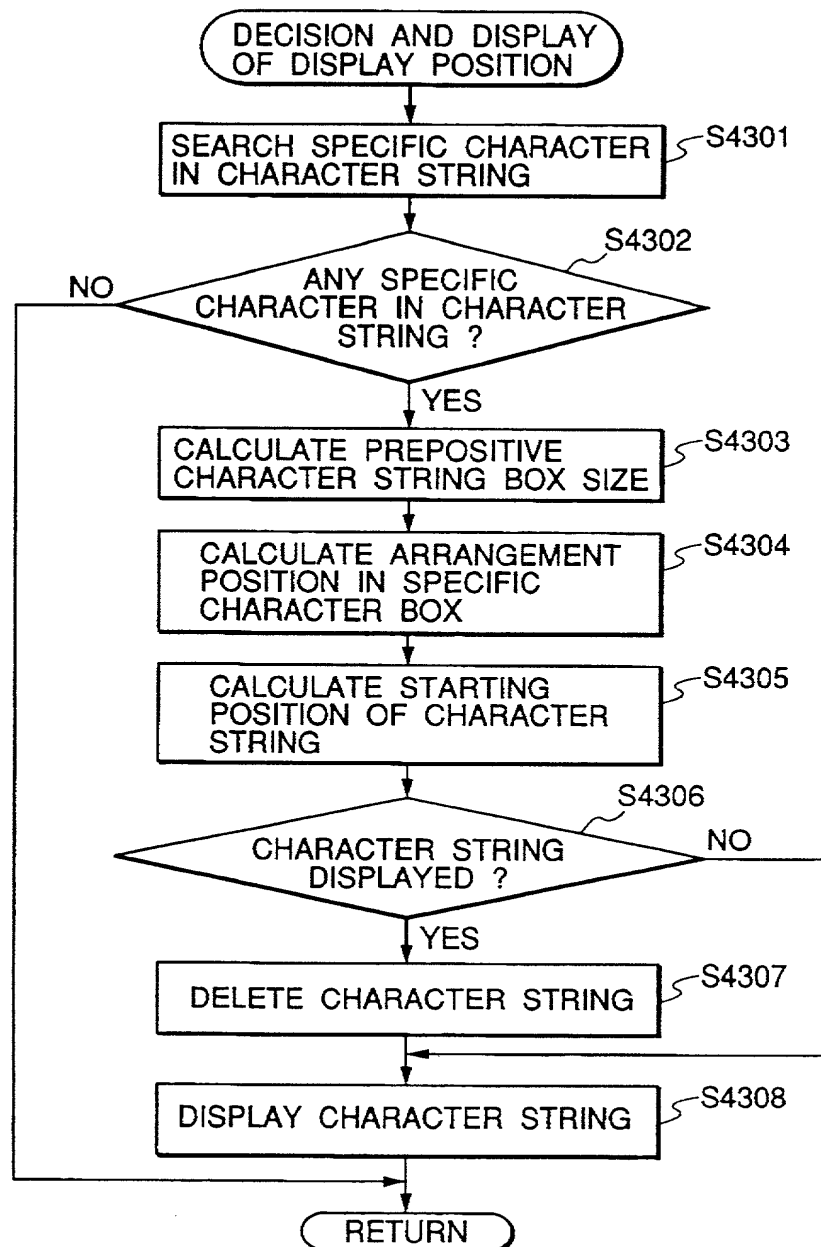 DECISION AND DISPLAY
OF DISPLAY POSITION
SEARCH SPECIFIC CHARACTER
IN CHARACTER STRING
S4301
S4302
ANY SPECIFIC
CHARACTER IN CHARACTER
STRING ?
NO
YES
CALCULATE PREPOSITIVE
CHARACTER STRING BOX SIZE
S4303
CALCULATE ARRANGEMENT
POSITION IN SPECIFIC
CHARACTER BOX
S4304
CALCULATE STARTING
POSITION OF CHARACTER
STRING
S4305
S4306
CHARACTER STRING
DISPLAYED ?
NO
YES
DELETE CHARACTER STRING
S4307
DISPLAY CHARACTER STRING
S4308
RETURN